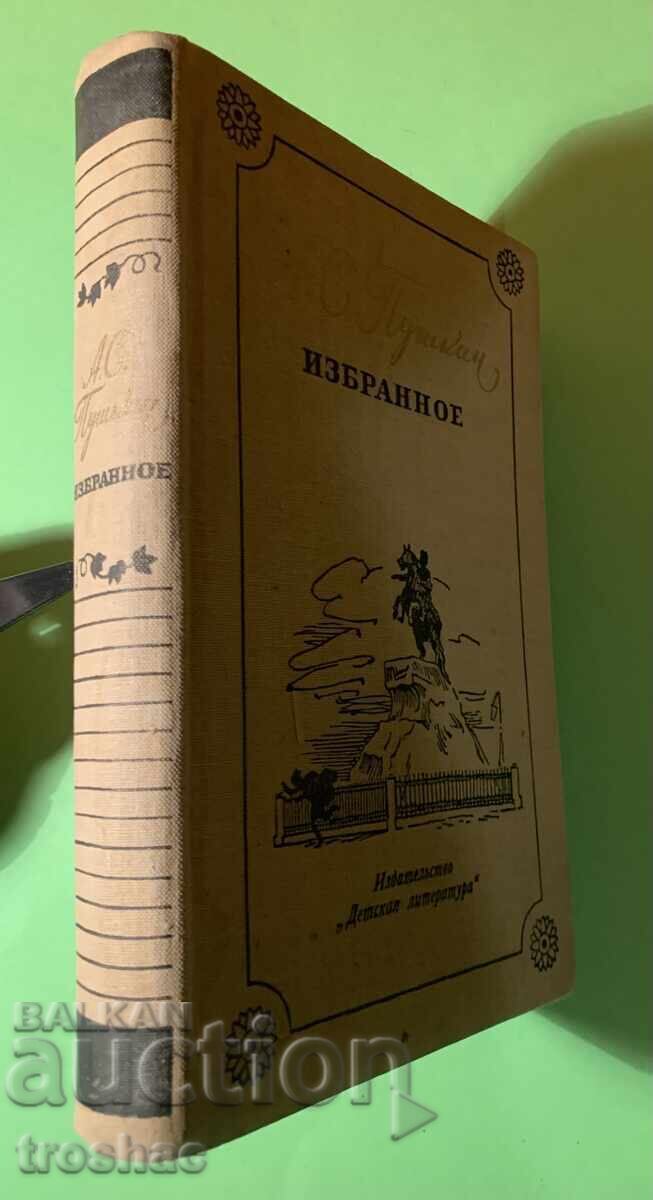 А. С.
Пушкин
ИЗБРАННОЕ
А. С. Пушкин
ИЗБРАННОЕ
Издательство
„Детская литература“
BALKAN
auction
troshac